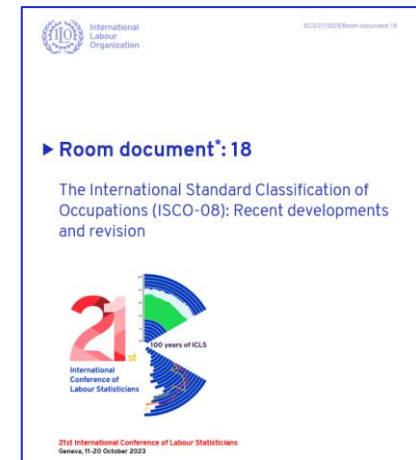 International
Labour
Organization
ICLS/21/2023/Room document 18
▶ Room document*: 18
The International Standard Classification of
Occupations (ISCO-08): Recent developments
and revision
21st
100 years of ICLS
International
Conference of
Labour Statisticians
21st International Conference of Labour Statisticians
Geneva, 11-20 October 2023